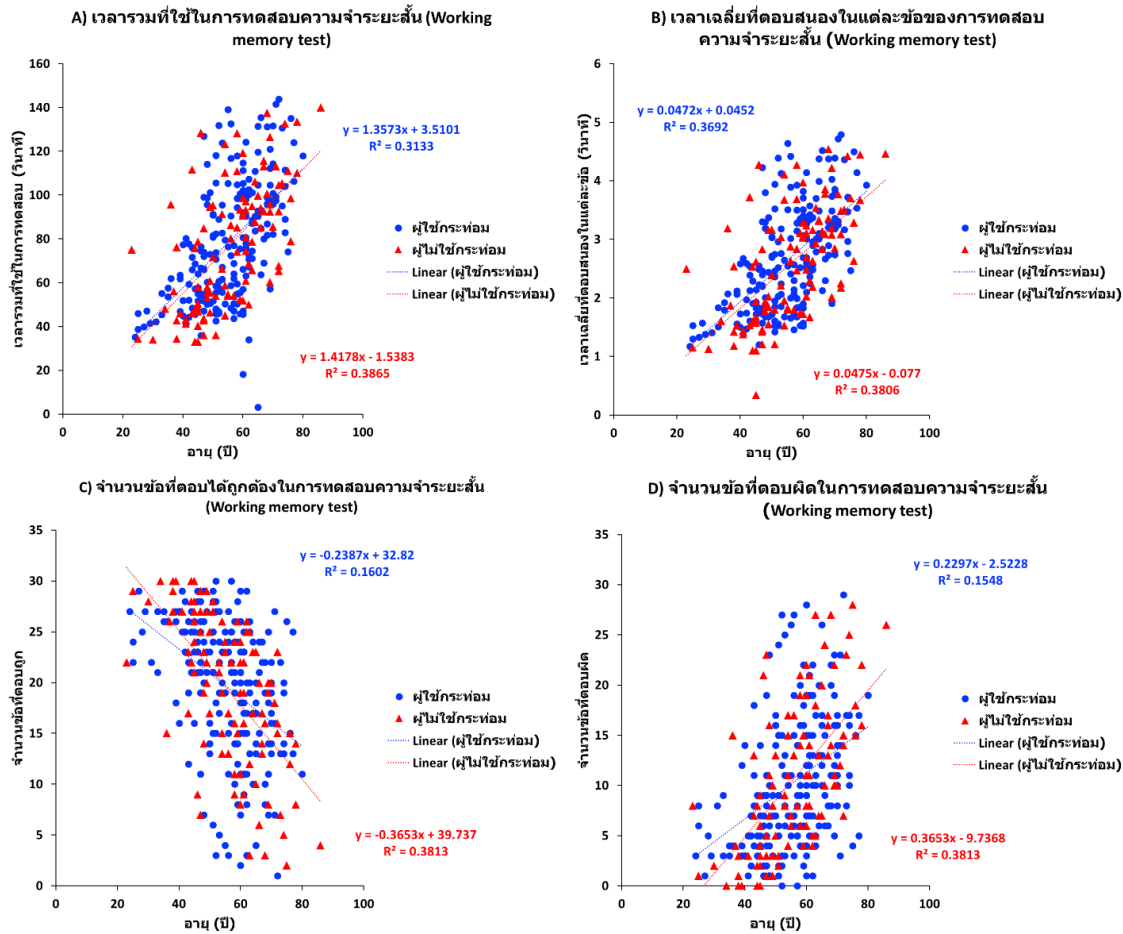 A) เวลารวมที่ใช้ในการทดสอบความจำระยะสั้น (Working
memory test)
160
140
120
100
80
60
40
20
0
0
20
40
60
80
100
เวลารวมที่ใช้ในการทดสอบ (วินาที)
อายุ (ปี)
y = 1.3573x + 3.5101
R² = 0.3133
ผู้ใช้กระท่อม
ผู้ไม่ใช้กระท่อม
Linear (ผู้ใช้กระท่อม)
Linear (ผู้ไม่ใช้กระท่อม)
y = 1.4178x - 1.5383
R² = 0.3865
B) เวลาเฉลี่ยที่ตอบสนองในแต่ละข้อของการทดสอบ
ความจำระยะสั้น (Working memory test)
6
5
4
3
2
1
0
0
20
40
60
80
100
เวลาเฉลี่ยที่ตอบสนองในแต่ละข้อ (วินาที)
อายุ (ปี)
y = 0.0472x + 0.0452
R² = 0.3692
ผู้ใช้กระท่อม
ผู้ไม่ใช้กระท่อม
Linear (ผู้ใช้กระท่อม)
Linear (ผู้ไม่ใช้กระท่อม)
y = 0.0475x - 0.077
R² = 0.3806
C) จำนวนข้อที่ตอบได้ถูกต้องในการทดสอบความจำระยะสั้น
(Working memory test)
35
30
25
20
15
10
5
0
0
20
40
60
80
100
จำนวนข้อที่ตอบถูก
อายุ (ปี)
y = -0.2387x + 32.82
R² = 0.1602
ผู้ใช้กระท่อม
ผู้ไม่ใช้กระท่อม
Linear (ผู้ใช้กระท่อม)
Linear (ผู้ไม่ใช้กระท่อม)
y = -0.3653x + 39.737
R² = 0.3813
D) จำนวนข้อที่ตอบผิดในการทดสอบความจำระยะสั้น
(Working memory test)
35
30
25
20
15
10
5
0
0
20
40
60
80
100
จำนวนข้อที่ตอบผิด
อายุ (ปี)
y = 0.2297x - 2.5228
R² = 0.1548
ผู้ใช้กระท่อม
ผู้ไม่ใช้กระท่อม
Linear (ผู้ใช้กระท่อม)
Linear (ผู้ไม่ใช้กระท่อม)
y = 0.3653x - 9.7368
R² = 0.3813